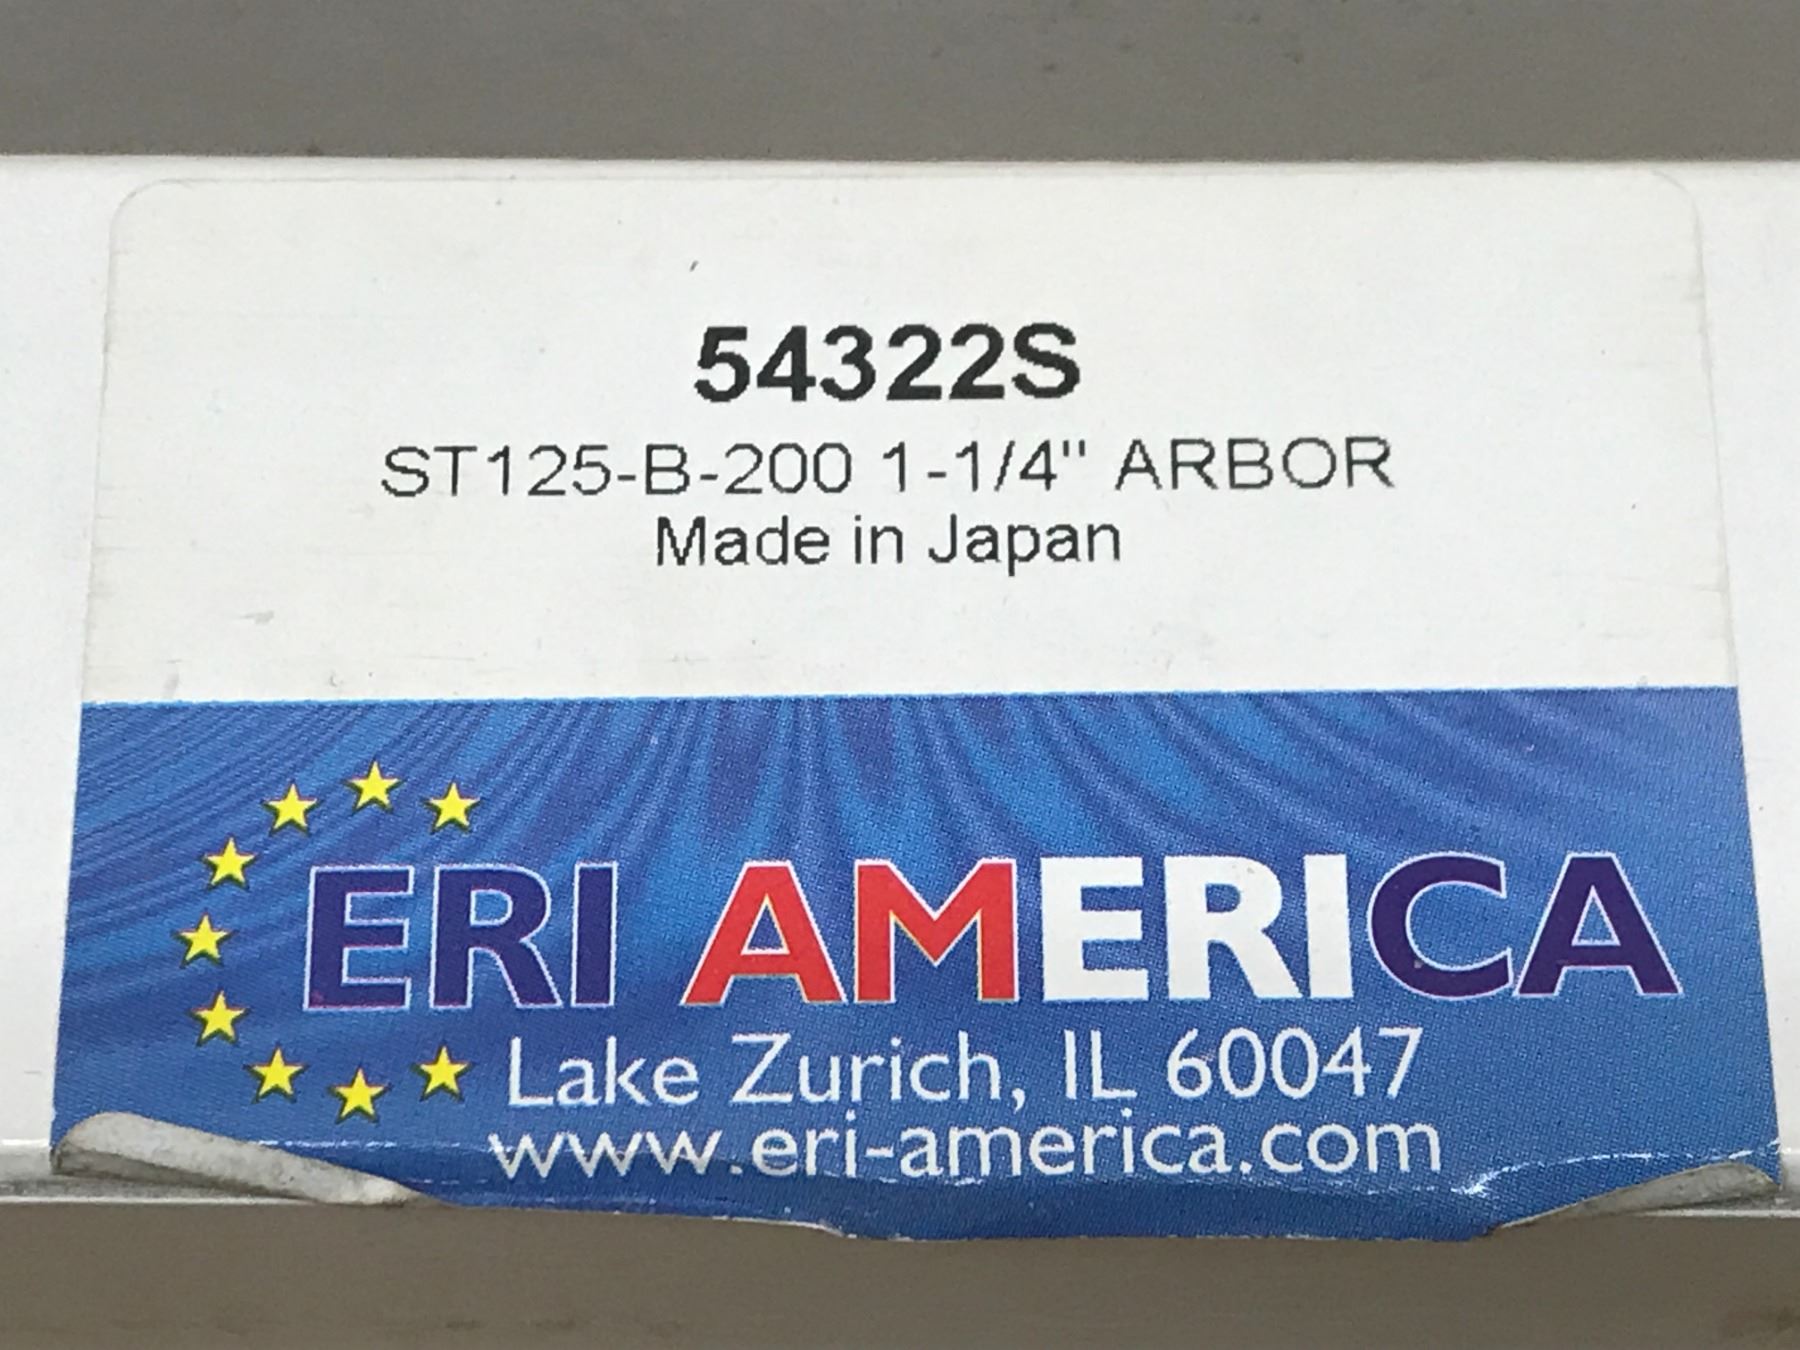 54322S
ST125-B-200 1-1/4" ARBOR
Made in Japan
ERI AMERICA
Lake Zurich, IL 60047
www.eri-america.com